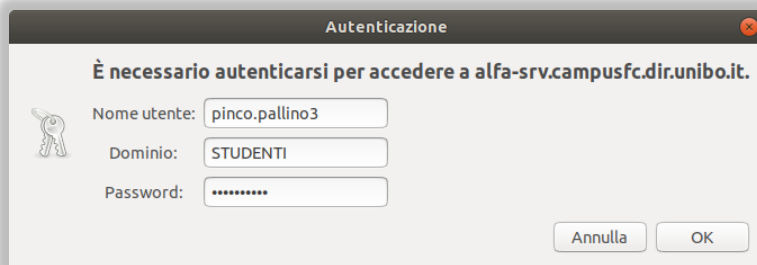 Autenticazione
È necessario autenticarsi per accedere a alfa-srv.campusfc.dir.unibo.it.
Nome utente: pinco.pallino3
Dominio: STUDENTI
Password: ••••••••••
Annulla OK